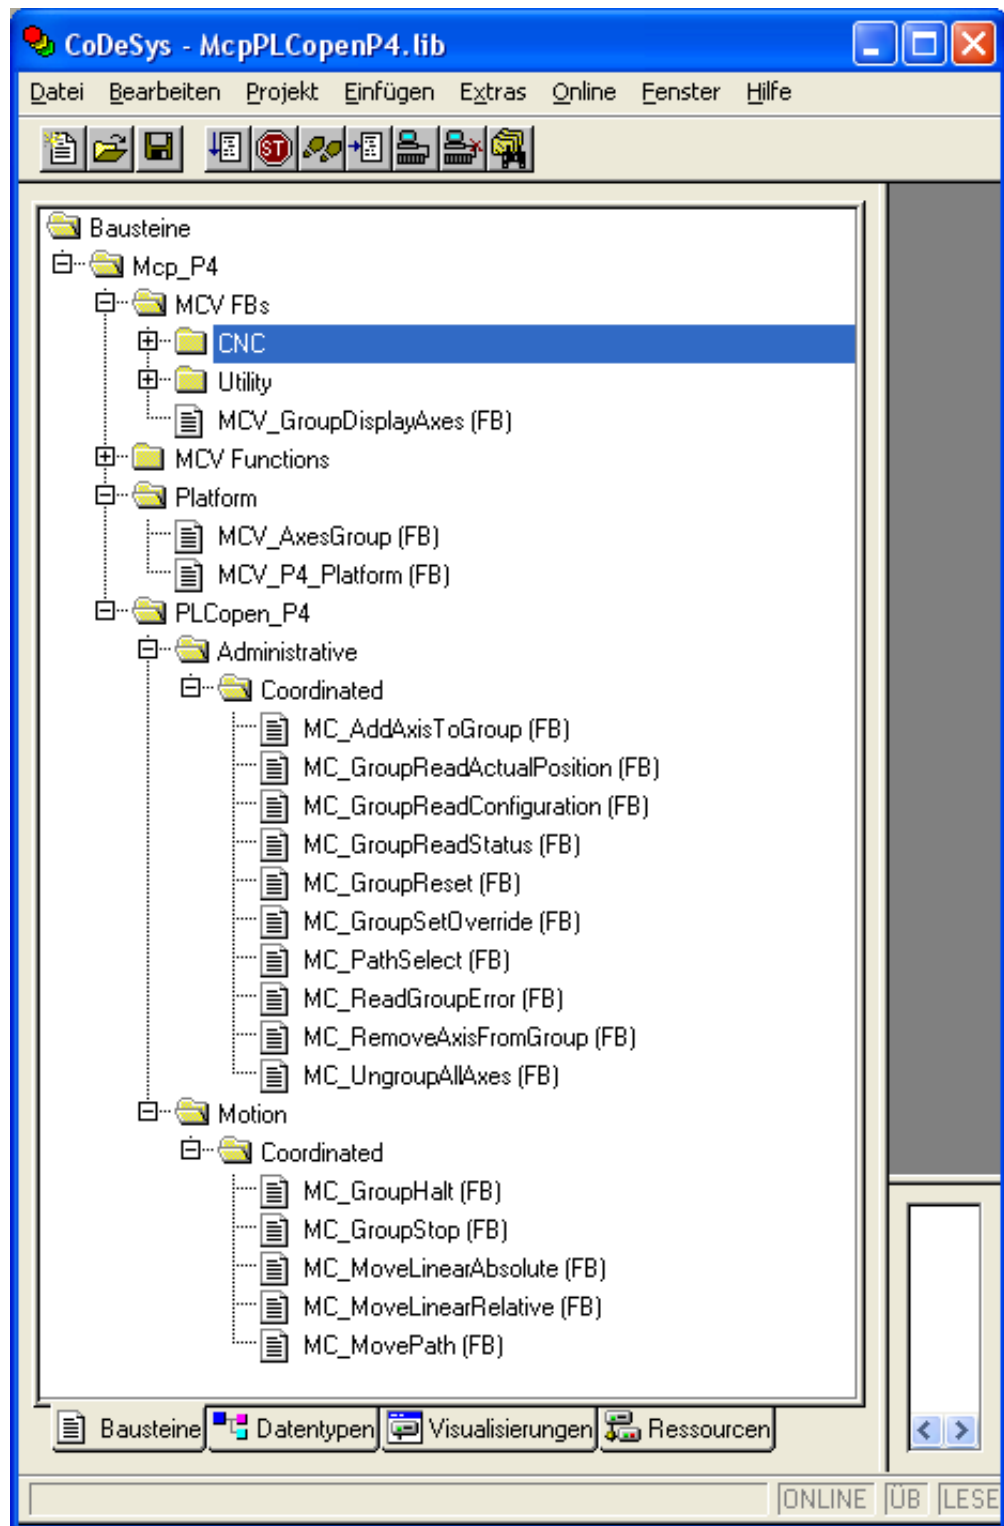 CoDeSys - McpPLCopenP4.lib
Datei Bearbeiten Projekt Einfügen Extras Online Fenster Hilfe
ST
Bausteine
Mcp_P4
MCV FBs
CNC
Utility
MCV_GroupDisplayAxes (FB)
MCV Functions
Platform
MCV_AxesGroup (FB)
MCV_P4_Platform (FB)
PLCopen_P4
Administrative
Coordinated
MC_AddAxisToGroup (FB)
MC_GroupReadActualPosition (FB)
MC_GroupReadConfiguration (FB)
MC_GroupReadStatus (FB)
MC_GroupReset (FB)
MC_GroupSetOverride (FB)
MC_PathSelect (FB)
MC_ReadGroupError (FB)
MC_RemoveAxisFromGroup (FB)
MC_UngroupAllAxes (FB)
Motion
Coordinated
MC_GroupHalt (FB)
MC_GroupStop (FB)
MC_MoveLinearAbsolute (FB)
MC_MoveLinearRelative (FB)
MC_MovePath (FB)
Bausteine Datentypen Visualisierungen Ressourcen
ONLINE ÜB LESE